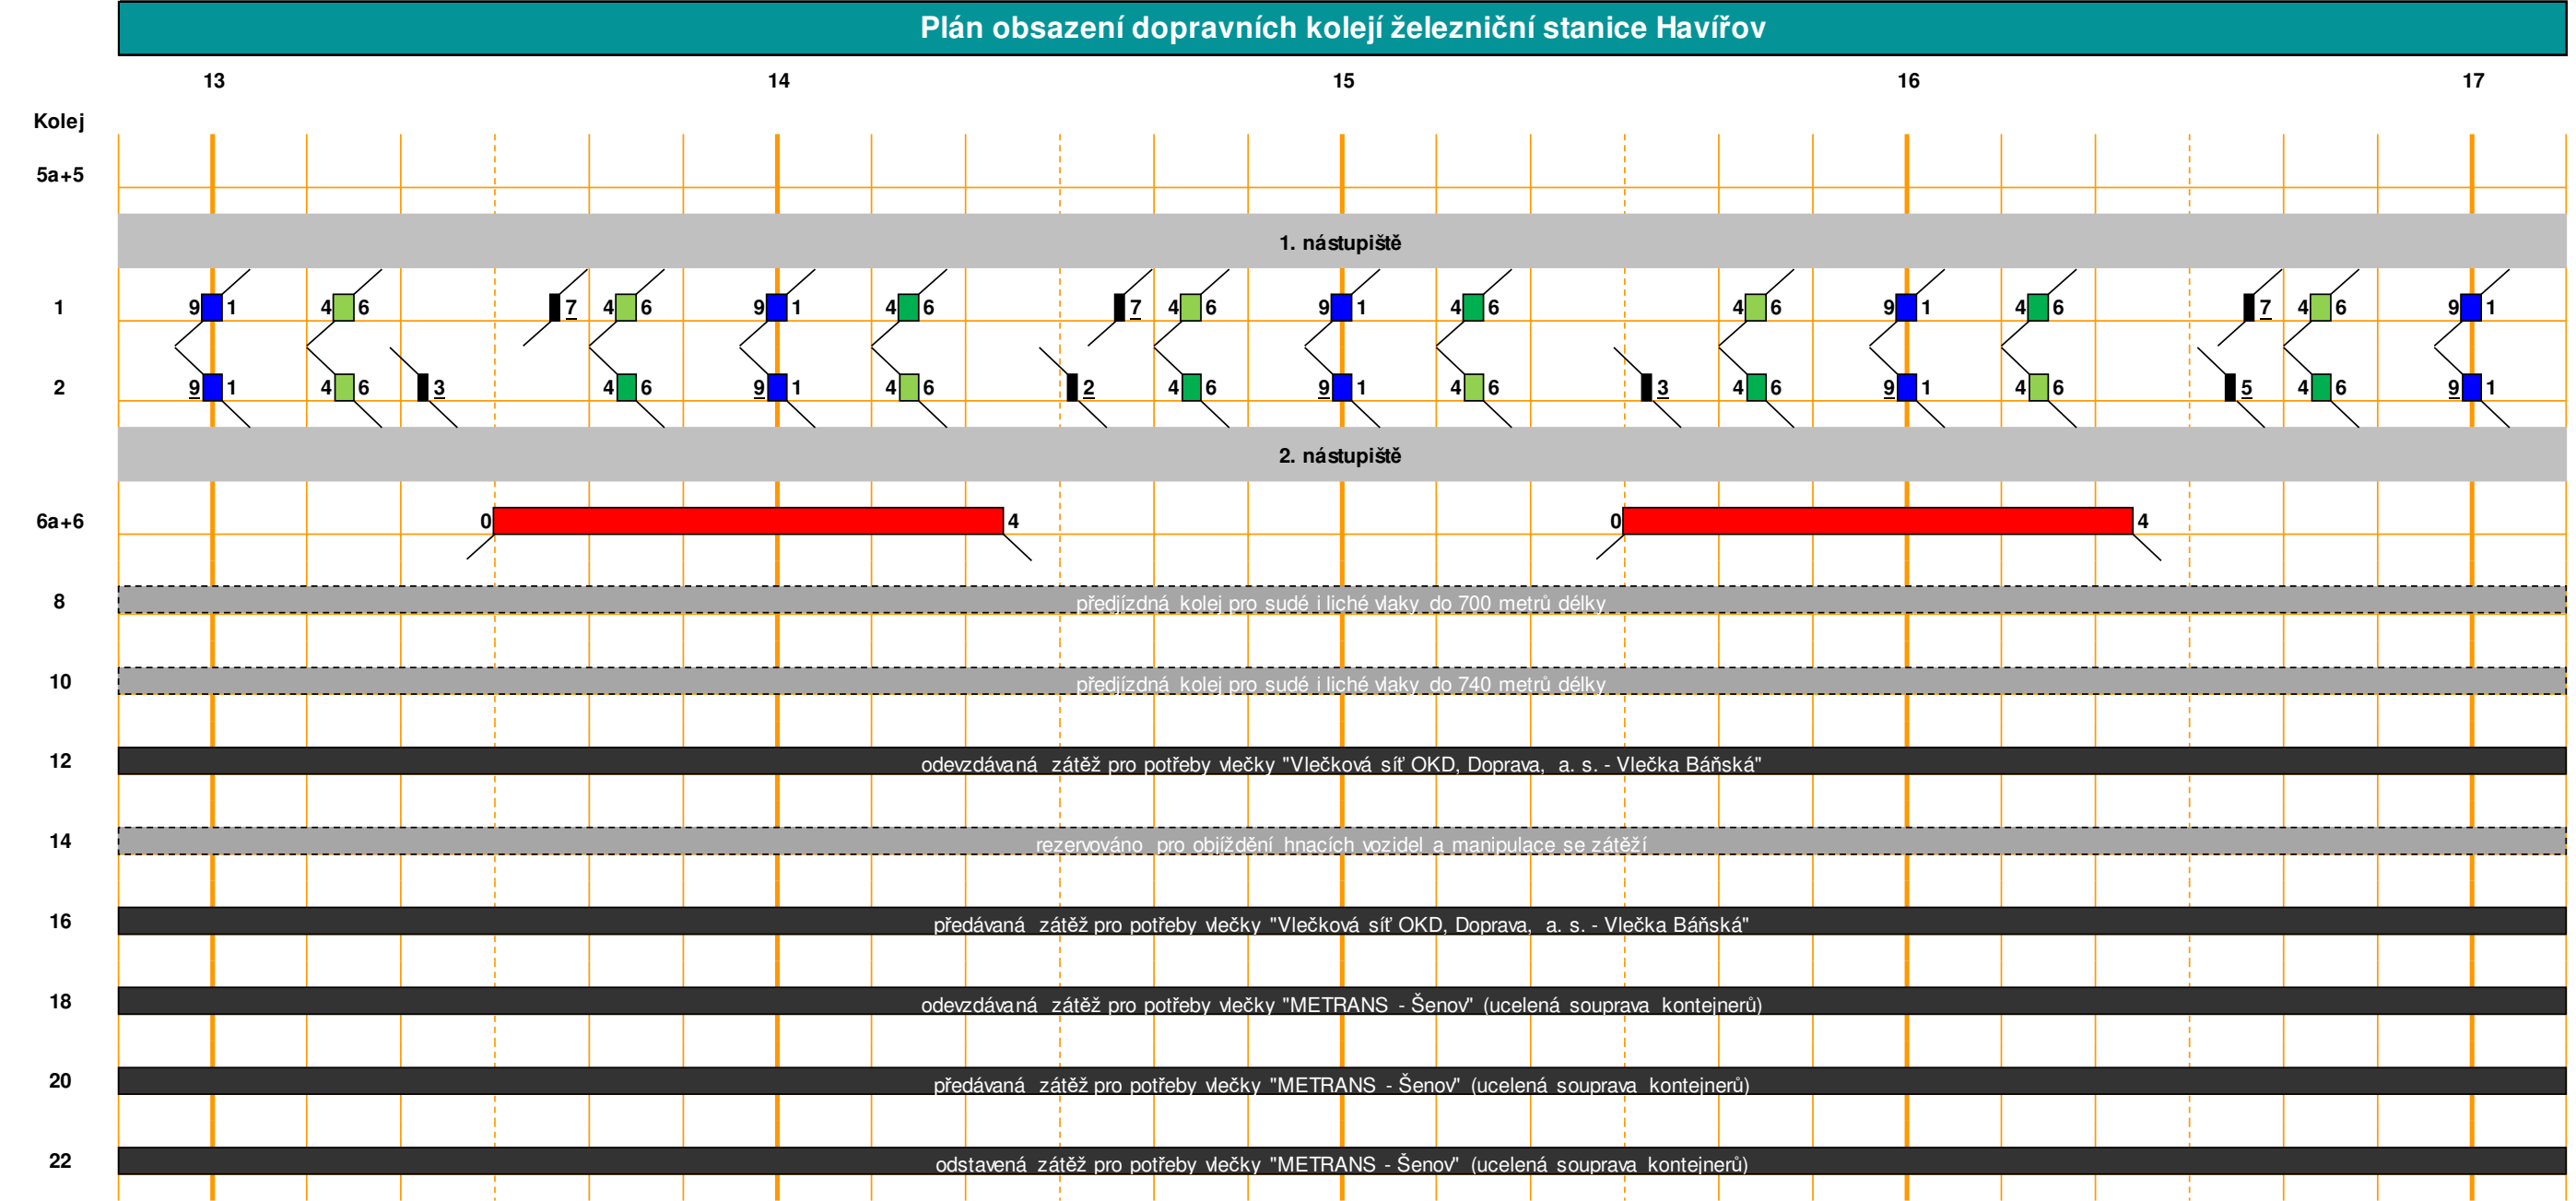 Plán obsazení dopravních kolejí železniční stanice Havířov
13 14 15 16 17
Kolej
5a+5
1. nástupiště
1 9 1 4 6 7 4 6 9 1 4 6 7 4 6 9 1 4 6 4 6 9 1 4 6 7 4 6 9 1
2 9 1 4 6 3 4 6 9 1 4 6 2 4 6 9 1 4 6 3 4 6 9 1 4 6 5 4 6 9 1
2. nástupiště
6a+6 0 4 0 4
8 předjízdná kolej pro sudé i liché vlaky do 700 metrů délky
10 předjízdná kolej pro sudé i liché vlaky do 740 metrů délky
12 odevzdávaná zátěž pro potřeby vlečky "Vlečková síť OKD, Doprava, a. s. - Vlečka Báňská"
14 rezervováno pro objíždění hnacích vozidel a manipulace se zátěží
16 předávaná zátěž pro potřeby vlečky "Vlečková síť OKD, Doprava, a. s. - Vlečka Báňská"
18 odevzdávaná zátěž pro potřeby vlečky "METRANS - Šenov" (ucelená souprava kontejnerů)
20 předávaná zátěž pro potřeby vlečky "METRANS - Šenov" (ucelená souprava kontejnerů)
22 odstavená zátěž pro potřeby vlečky "METRANS - Šenov" (ucelená souprava kontejnerů)